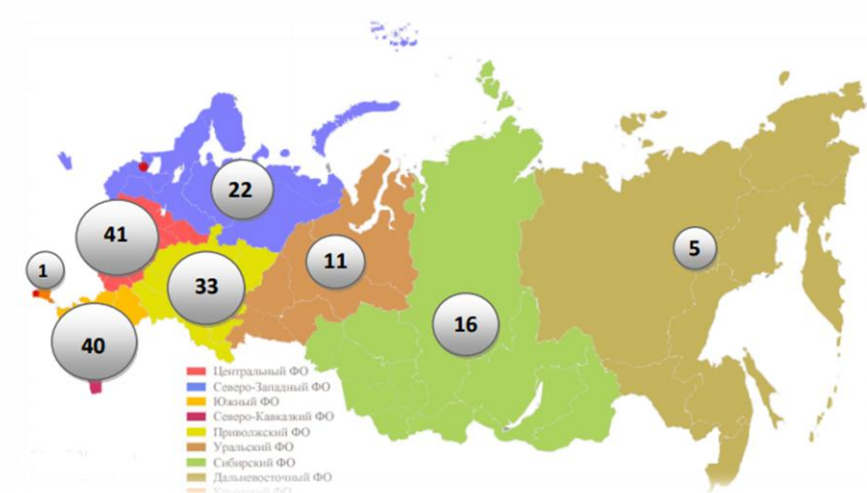 22
41
5
1
11
33
16
40
Центральный ФО
Северо-Западный ФО
Южный ФО
Северо-Кавказкий ФО
Приволжский ФО
Уральский ФО
Сибирский ФО
Дальневосточный ФО